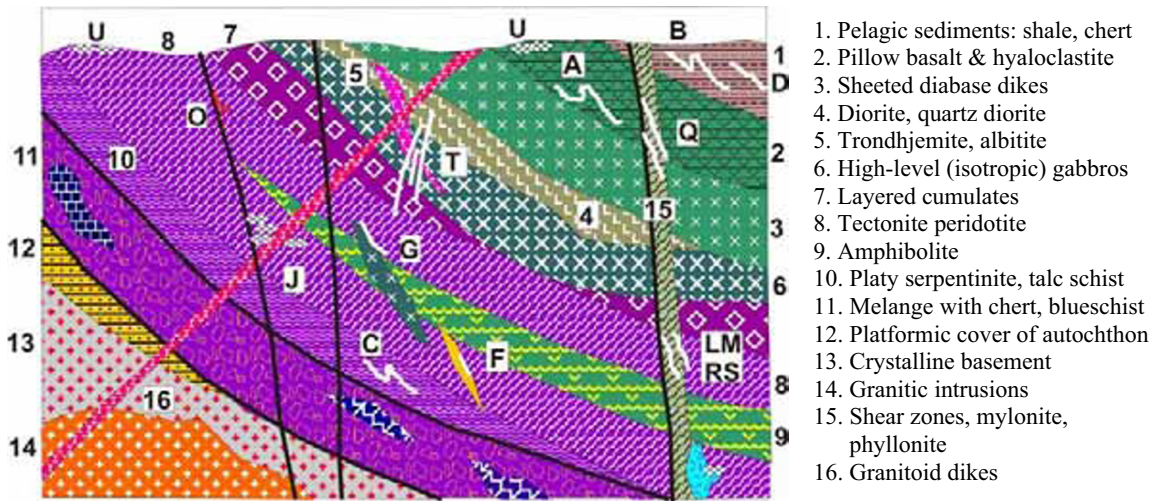 U 8 7 U B
5 A 1
D
O Q
11 10 T 2
4 15 3
12 G
J 6
13 C F LM
RS 8
16
14 9
1. Pelagic sediments: shale, chert
2. Pillow basalt & hyaloclastite
3. Sheeted diabase dikes
4. Diorite, quartz diorite
5. Trondhjemite, albitite
6. High-level (isotropic) gabbros
7. Layered cumulates
8. Tectonite peridotite
9. Amphibolite
10. Platy serpentinite, talc schist
11. Melange with chert, blueschist
12. Platformic cover of autochthon
13. Crystalline basement
14. Granitic intrusions
15. Shear zones, mylonite,
phyllonite
16. Granitoid dikes